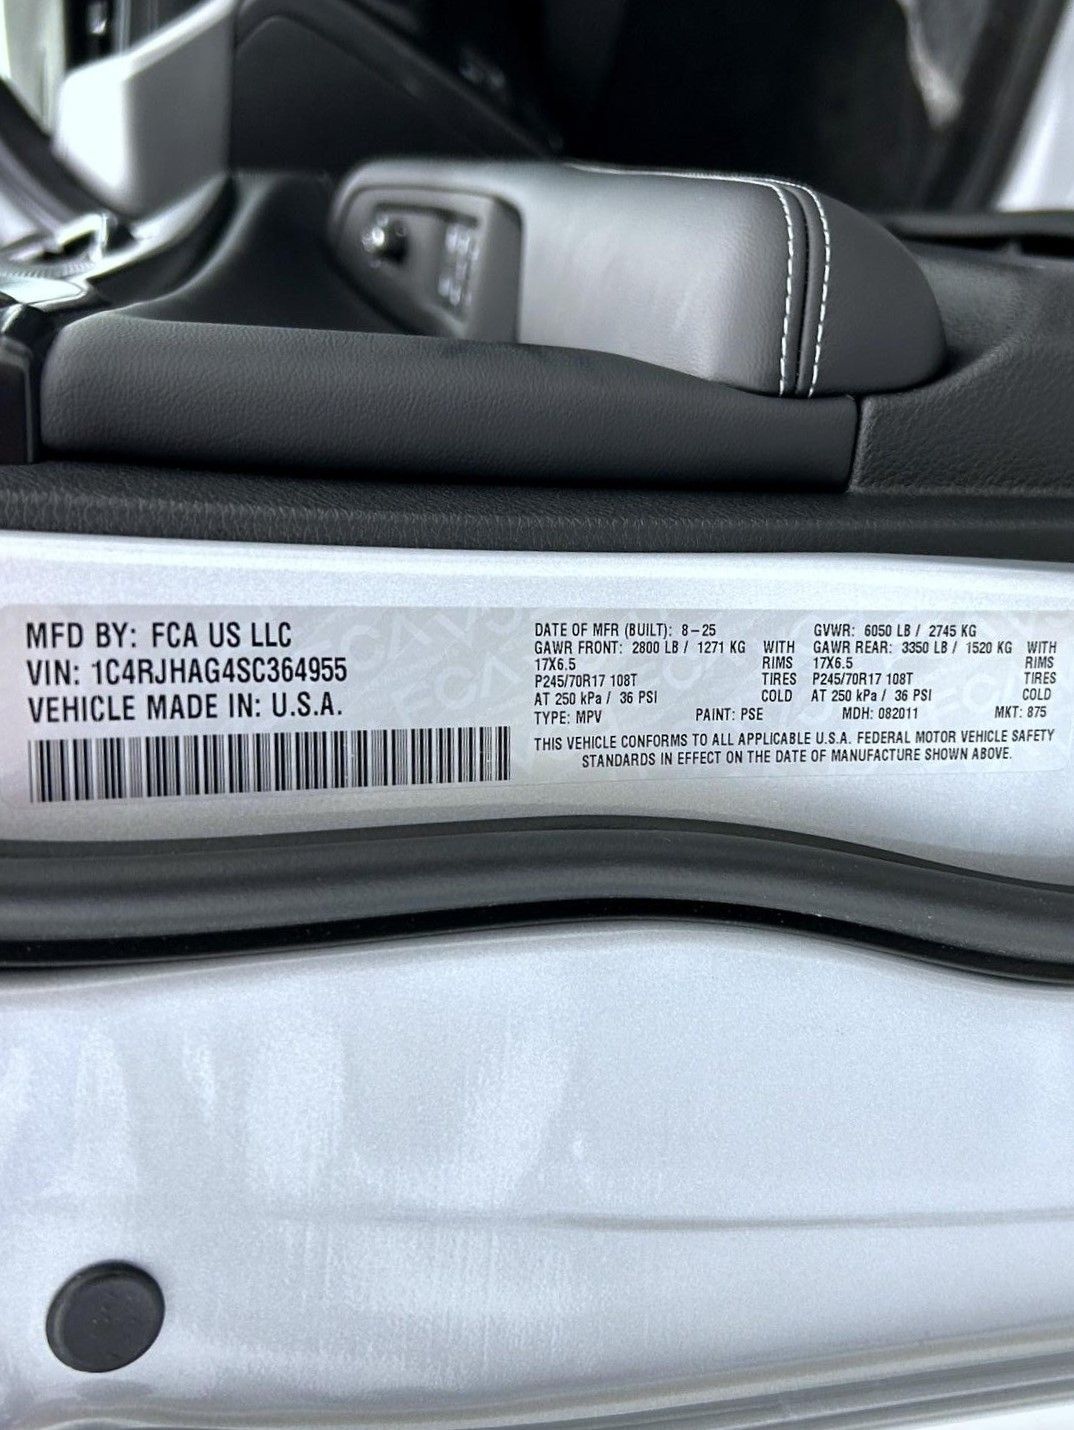 MFD BY: FCA US LLC
VIN: 1C4RJHAG4SC364955
VEHICLE MADE IN: U.S.A.
DATE OF MFR (BUILT): 8-25 GVWR: 6050 LB / 2745 KG
GAWR FRONT: 2800 LB / 1271 KG WITH GAWR REAR: 3350 LB / 1520 KG WITH
17X6.5 RIMS 17X6.5 RIMS
P245/70R17 108T TIRES P245/70R17 108T TIRES
AT 250 kPa / 36 PSI COLD AT 250 kPa / 36 PSI COLD
TYPE: MPV PAINT: PSE MDH: 082011 MKT: 875
THIS VEHICLE CONFORMS TO ALL APPLICABLE U.S.A. FEDERAL MOTOR VEHICLE SAFETY
STANDARDS IN EFFECT ON THE DATE OF MANUFACTURE SHOWN ABOVE.